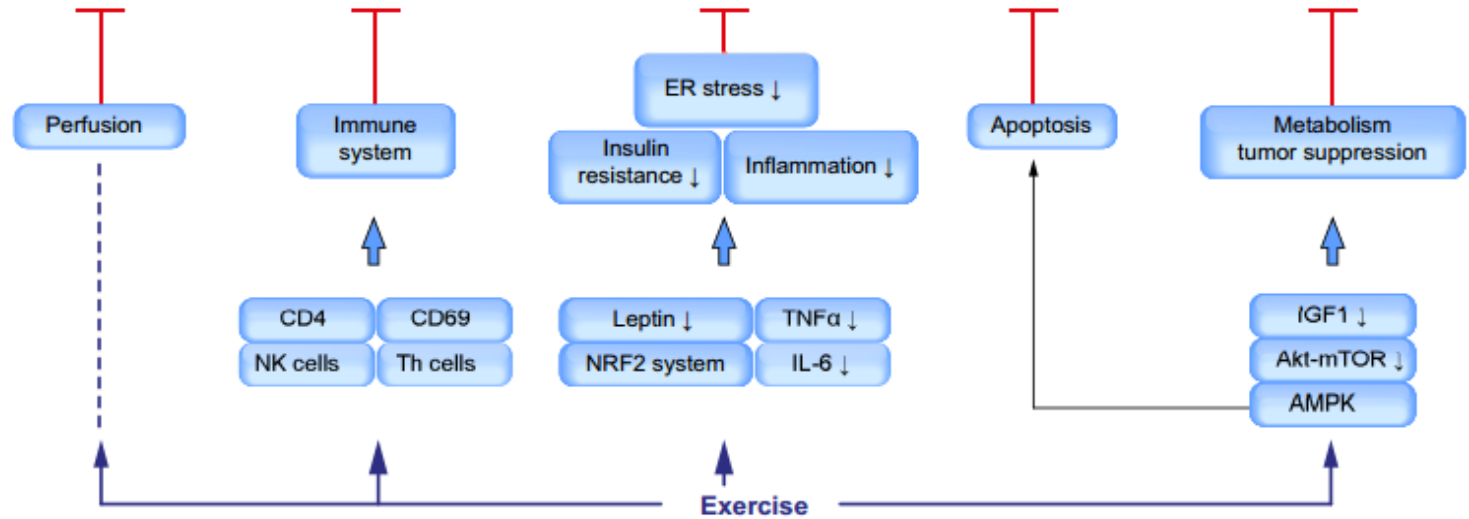 ER stress ↓
Perfusion
Immune
system
Insulin
resistance ↓
Inflammation ↓
Apoptosis
Metabolism
tumor suppression
CD4
CD69
NK cells
Th cells
Leptin ↓
TNFα ↓
NRF2 system
IL-6 ↓
IGF1 ↓
Akt-mTOR ↓
AMPK
Exercise